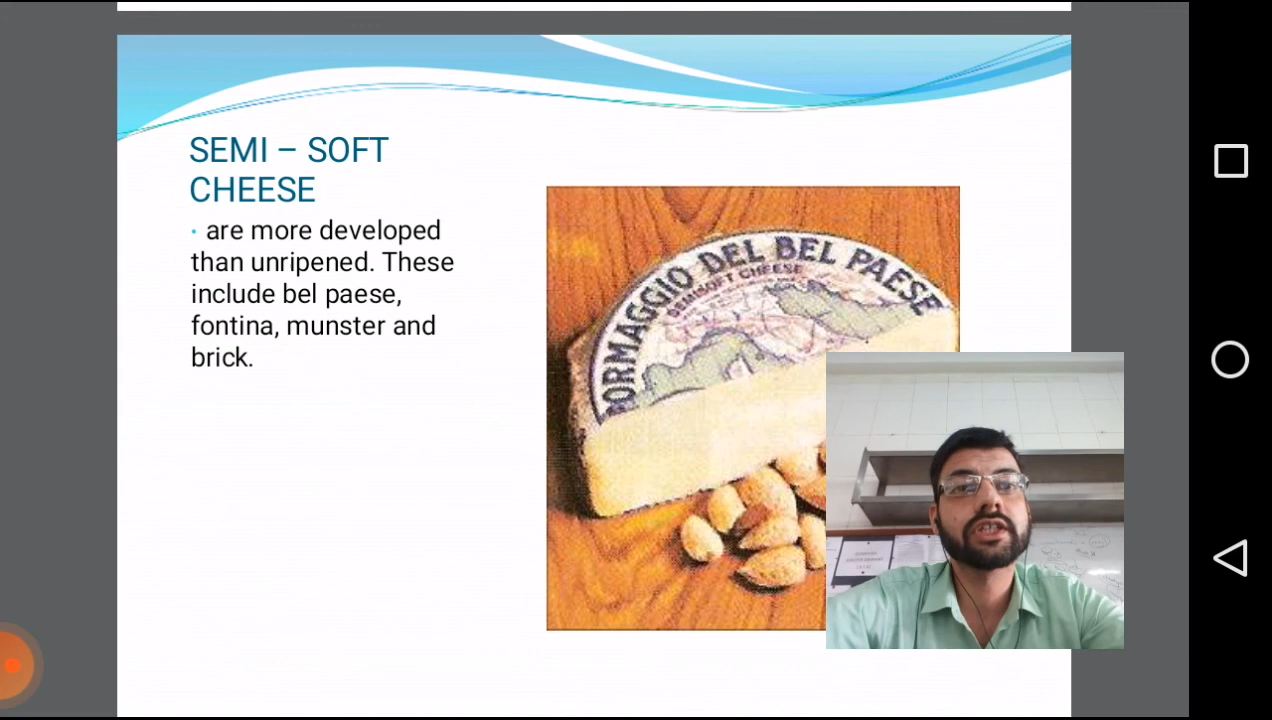 SEMI – SOFT
CHEESE
• are more developed
than unripened. These
include bel paese,
fontina, munster and
brick.
FORMAGGIO DEL BEL PAESE
SEMISOFT CHEESE